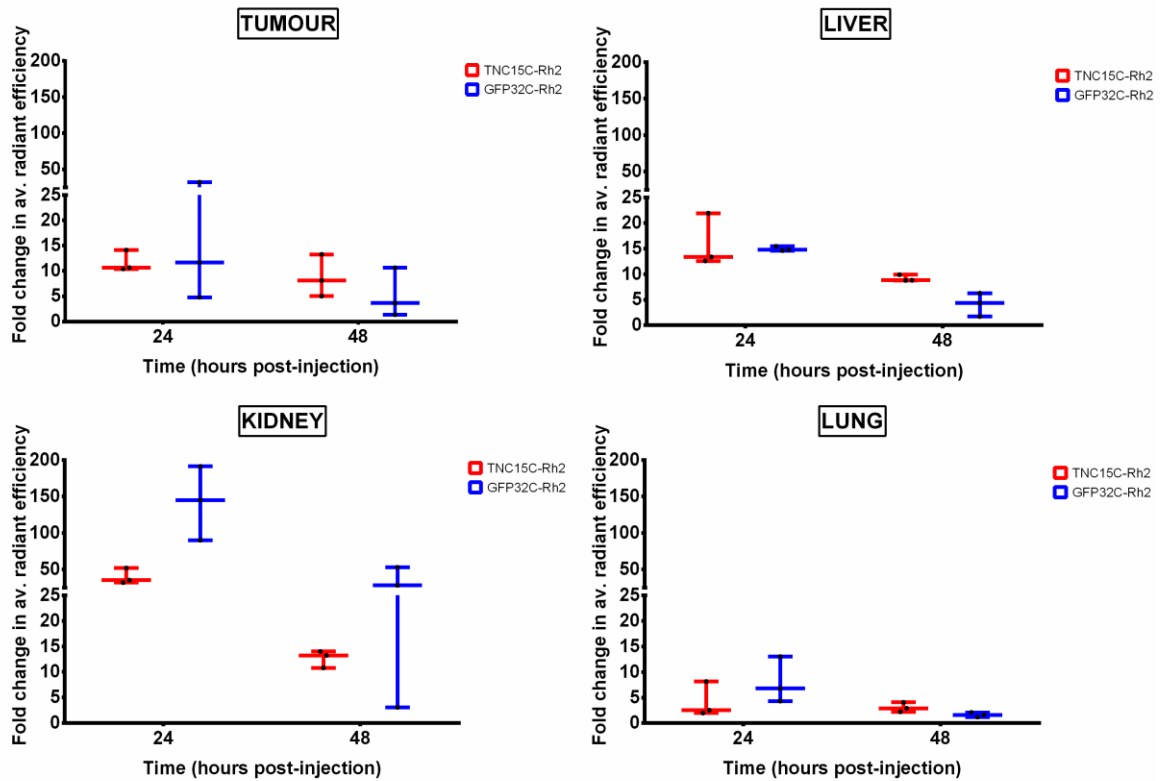 TUMOUR
Fold change in av. radiant efficiency
200
150
100
50
25
20
15
10
5
0
24
48
Time (hours post-injection)
TNC15C-Rh2
GFP32C-Rh2
LIVER
Fold change in av. radiant efficiency
200
150
100
50
25
20
15
10
5
0
24
48
Time (hours post-injection)
TNC15C-Rh2
GFP32C-Rh2
KIDNEY
Fold change in av. radiant efficiency
200
150
100
50
25
20
15
10
5
0
24
48
Time (hours post-injection)
TNC15C-Rh2
GFP32C-Rh2
LUNG
Fold change in av. radiant efficiency
200
150
100
50
25
20
15
10
5
0
24
48
Time (hours post-injection)
TNC15C-Rh2
GFP32C-Rh2